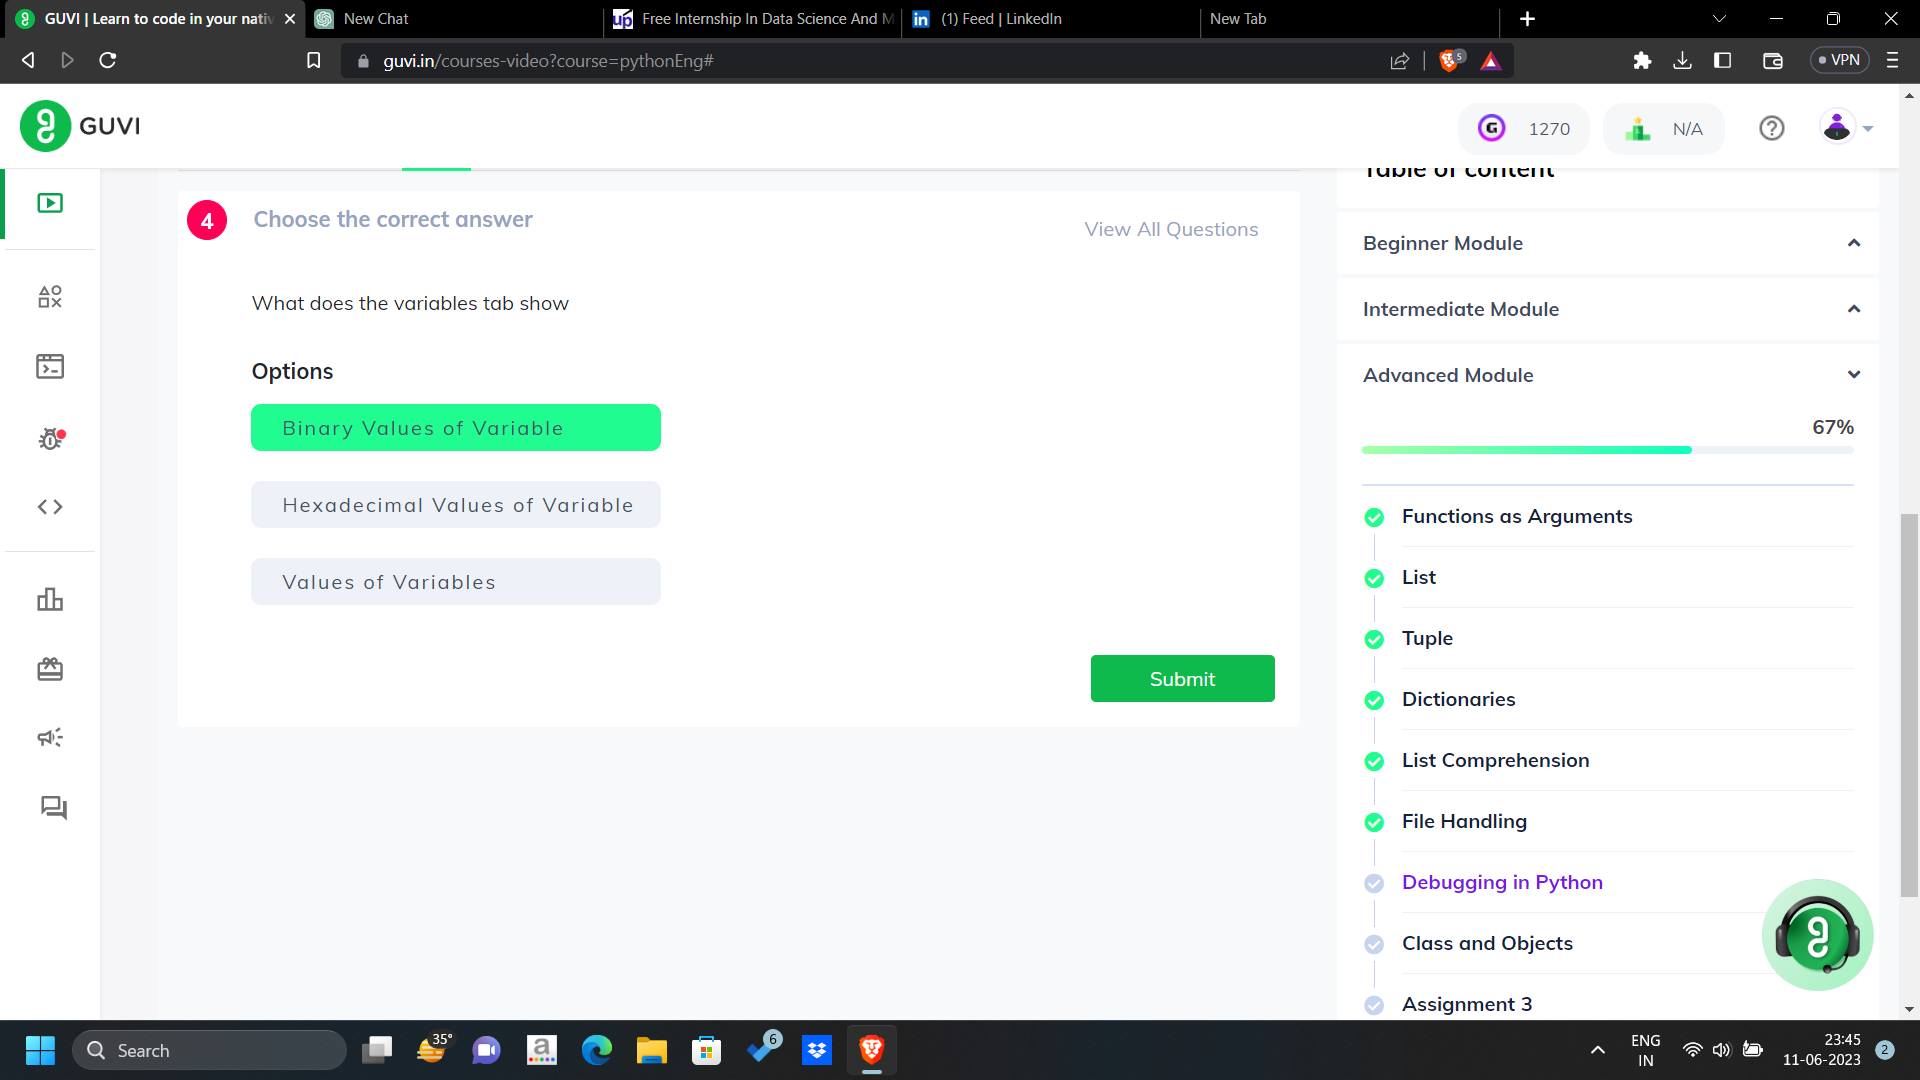 GUVI | Learn to code in your nativ
New Chat
up
Free Internship In Data Science And M
in
(1) Feed | LinkedIn
New Tab
guvi.in/courses-video?course=pythonEng#
5
VPN
GUVI
G
1270
N/A
Table of content
4
Choose the correct answer
View All Questions
What does the variables tab show
Options
Binary Values of Variable
Hexadecimal Values of Variable
Values of Variables
Submit
Beginner Module
Intermediate Module
Advanced Module
67%
Functions as Arguments
List
Tuple
Dictionaries
List Comprehension
File Handling
Debugging in Python
Class and Objects
Assignment 3
Search
35°
a
6
ENG
IN
23:45
11-06-2023
2